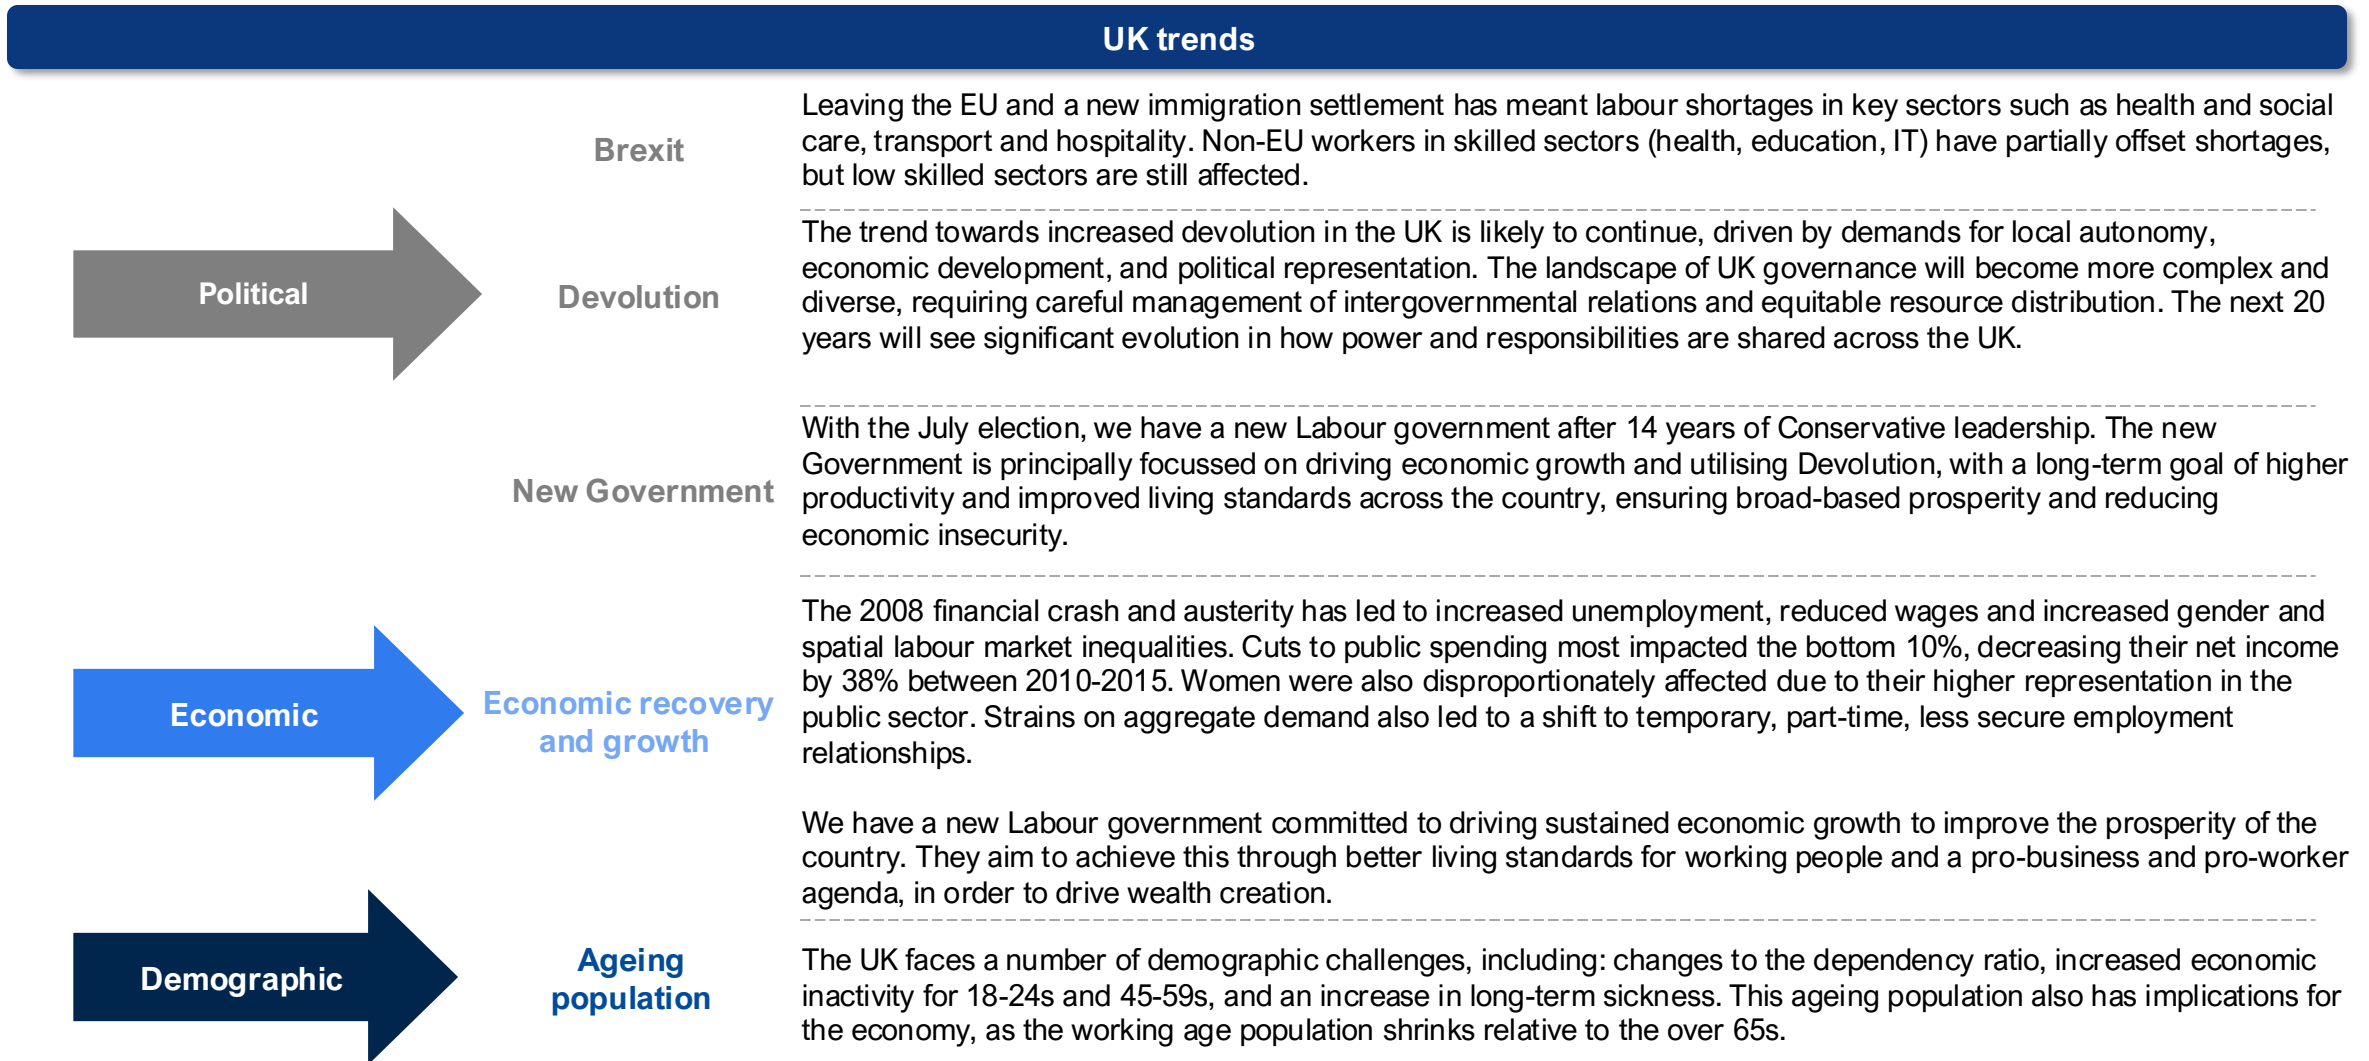 UK trends
Brexit
Leaving the EU and a new immigration settlement has meant labour shortages in key sectors such as health and social
care, transport and hospitality. Non-EU workers in skilled sectors (health, education, IT) have partially offset shortages,
but low skilled sectors are still affected.
Political
Devolution
The trend towards increased devolution in the UK is likely to continue, driven by demands for local autonomy,
economic development, and political representation. The landscape of UK governance will become more complex and
diverse, requiring careful management of intergovernmental relations and equitable resource distribution. The next 20
years will see significant evolution in how power and responsibilities are shared across the UK.
New Government
With the July election, we have a new Labour government after 14 years of Conservative leadership. The new
Government is principally focussed on driving economic growth and utilising Devolution, with a long-term goal of higher
productivity and improved living standards across the country, ensuring broad-based prosperity and reducing
economic insecurity.
Economic
Economic recovery
and growth
The 2008 financial crash and austerity has led to increased unemployment, reduced wages and increased gender and
spatial labour market inequalities. Cuts to public spending most impacted the bottom 10%, decreasing their net income
by 38% between 2010-2015. Women were also disproportionately affected due to their higher representation in the
public sector. Strains on aggregate demand also led to a shift to temporary, part-time, less secure employment
relationships.
We have a new Labour government committed to driving sustained economic growth to improve the prosperity of the
country. They aim to achieve this through better living standards for working people and a pro-business and pro-worker
agenda, in order to drive wealth creation.
Demographic
Ageing
population
The UK faces a number of demographic challenges, including: changes to the dependency ratio, increased economic
inactivity for 18-24s and 45-59s, and an increase in long-term sickness. This ageing population also has implications for
the economy, as the working age population shrinks relative to the over 65s.